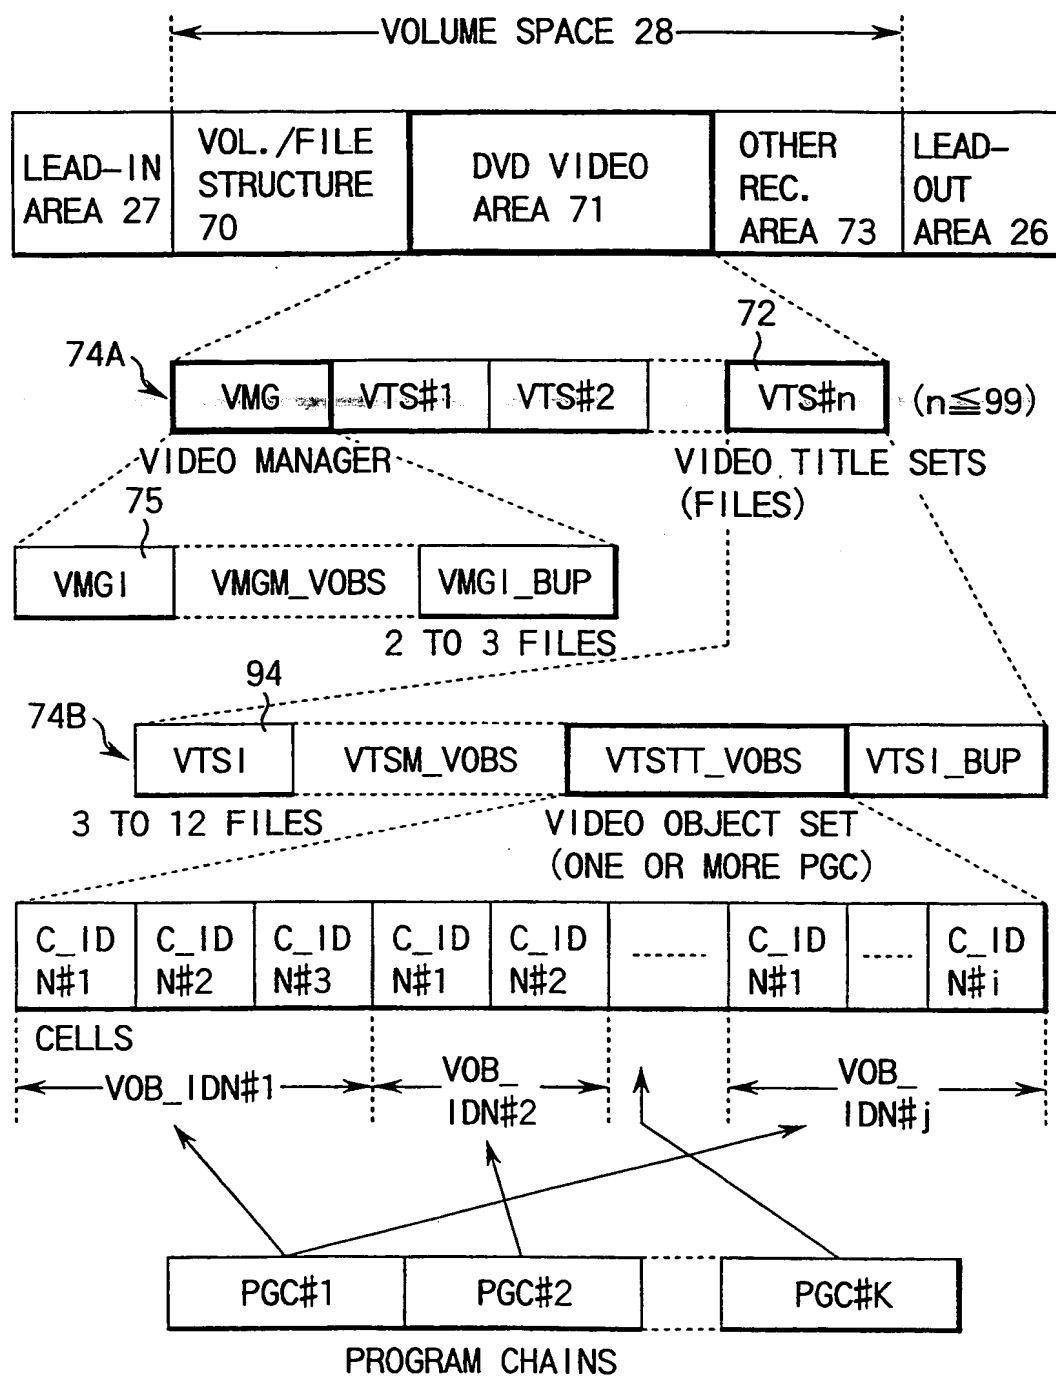 VOLUME SPACE 28
LEAD-IN
AREA 27
VOL./FILE
STRUCTURE
70
DVD VIDEO
AREA 71
OTHER
REC.
AREA 73
LEAD-
OUT
AREA 26
74A
72
VMG
VTS#1
VTS#2
VTS#n
(n≦99)
VIDEO MANAGER
VIDEO TITLE SETS
(FILES)
75
VMGI
VMGM_VOBS
VMGI_BUP
2 TO 3 FILES
94
74B
VTSI
VTSM_VOBS
VTSTT_VOBS
VTSI_BUP
3 TO 12 FILES
VIDEO OBJECT SET
(ONE OR MORE PGC)
C_ID
N#1
C_ID
N#2
C_ID
N#3
C_ID
N#1
C_ID
N#2
C_ID
N#1
C_ID
N#i
CELLS
VOB_IDN#1
VOB_
IDN#2
VOB_
IDN#j
PGC#1
PGC#2
PGC#K
PROGRAM CHAINS